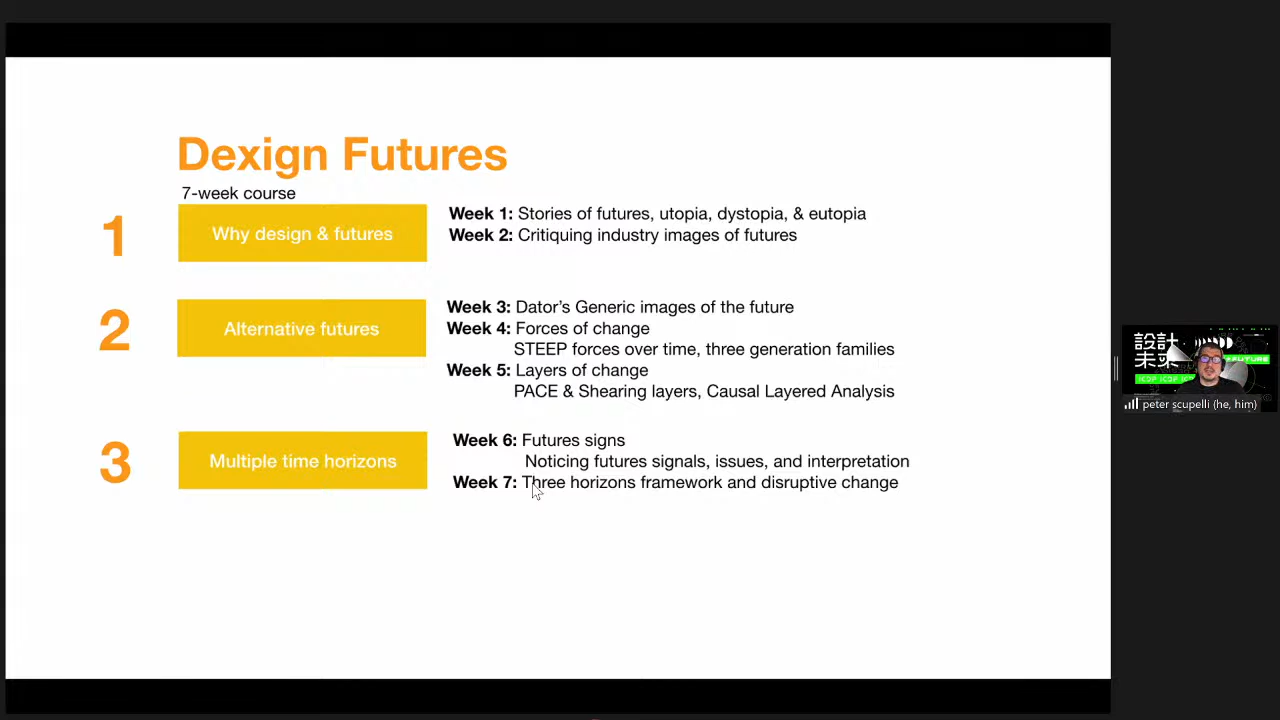 Dexign Futures
7-week course
1
Why design & futures
Week 1: Stories of futures, utopia, dystopia, & eutopia
Week 2: Critiquing industry images of futures
2
Alternative futures
Week 3: Dator's Generic images of the future
Week 4: Forces of change
STEEP forces over time, three generation families
Week 5: Layers of change
PACE & Shearing layers, Causal Layered Analysis
3
Multiple time horizons
Week 6: Futures signs
Noticing futures signals, issues, and interpretation
Week 7: Three horizons framework and disruptive change
設計
未來
peter scupelli (he, him)